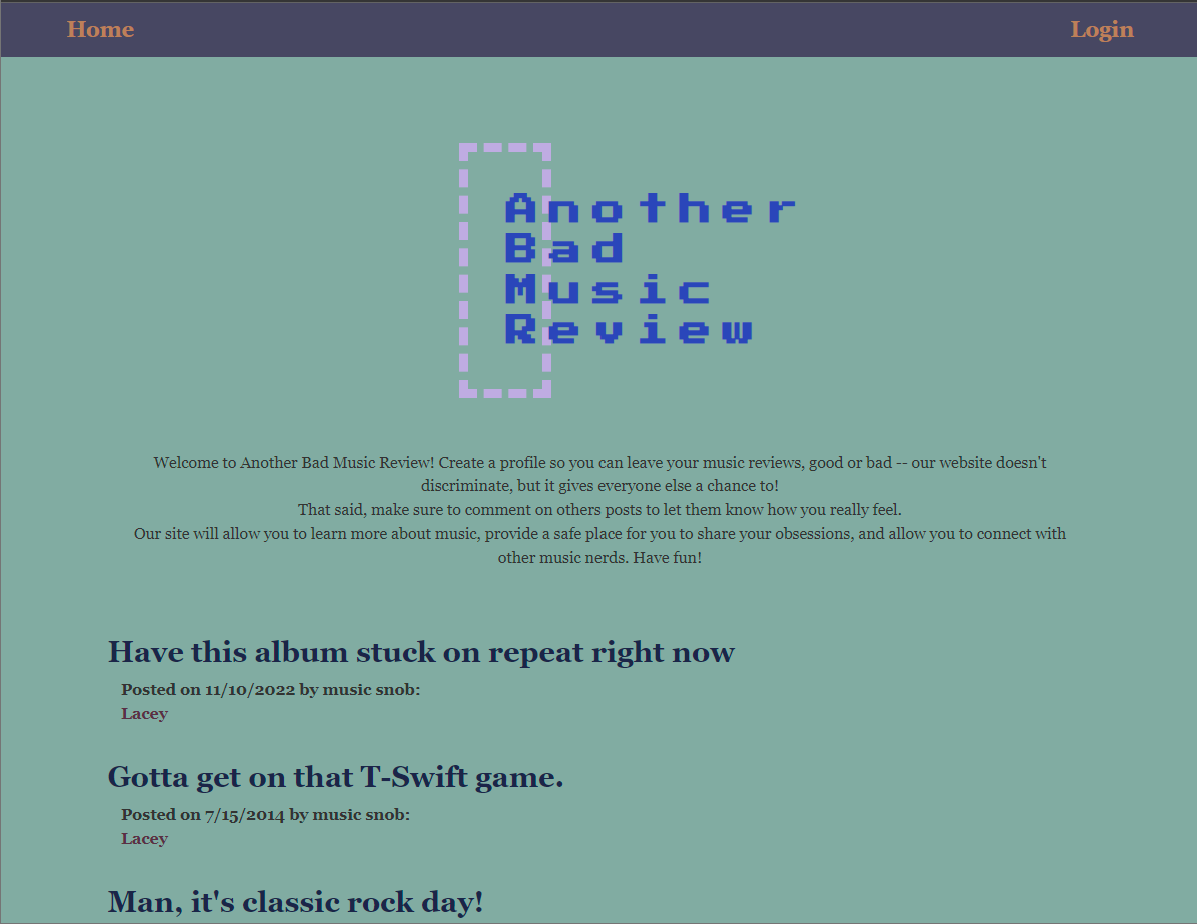 Home
Login
Another
Bad
Music
Review
Welcome to Another Bad Music Review! Create a profile so you can leave your music reviews, good or bad -- our website doesn't
discriminate, but it gives everyone else a chance to!
That said, make sure to comment on others posts to let them know how you really feel.
Our site will allow you to learn more about music, provide a safe place for you to share your obsessions, and allow you to connect with
other music nerds. Have fun!
Have this album stuck on repeat right now
Posted on 11/10/2022 by music snob:
Lacey
Gotta get on that T-Swift game.
Posted on 7/15/2014 by music snob:
Lacey
Man, it's classic rock day!